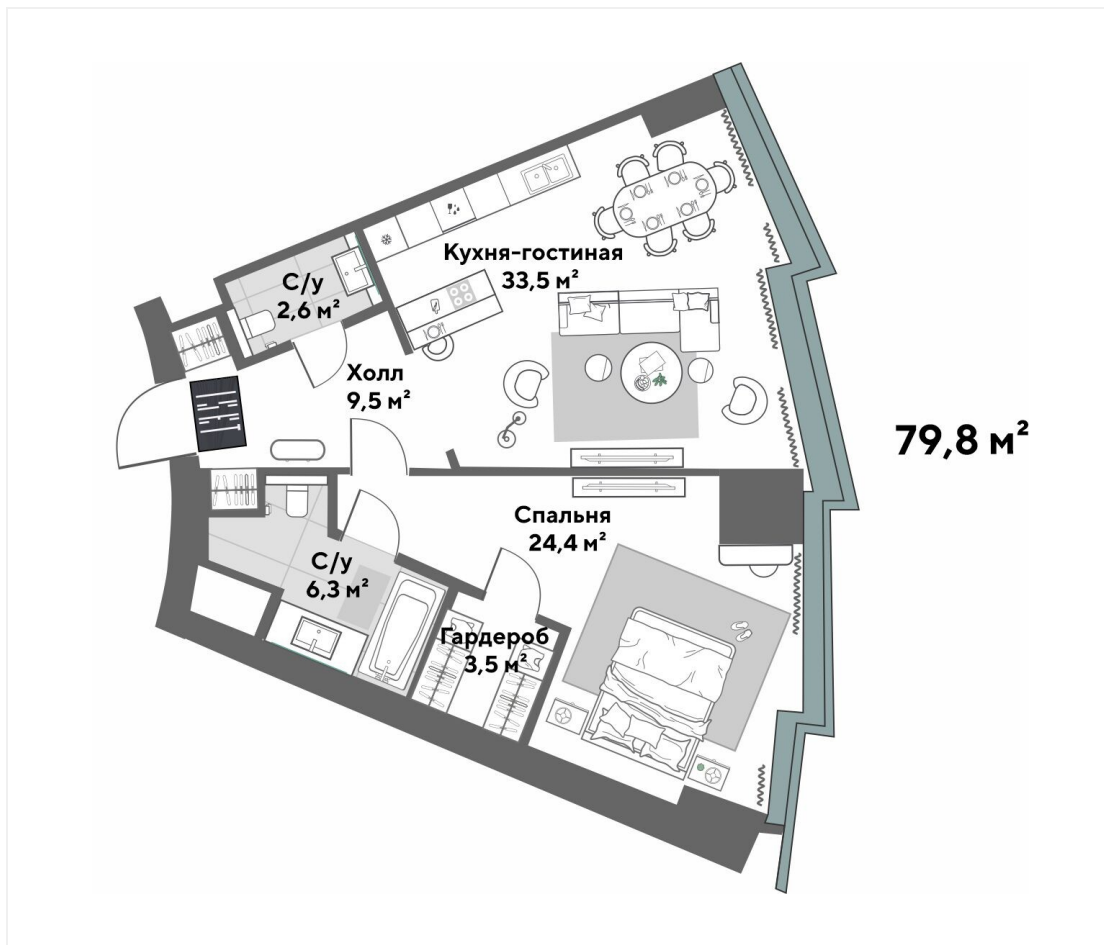 Кухня-гостиная
33,5 м²
С/у
2,6 м²
Холл
9,5 м²
79,8 м²
Спальня
24,4 м²
С/у
6,3 м²
Гардероб
3,5 м²